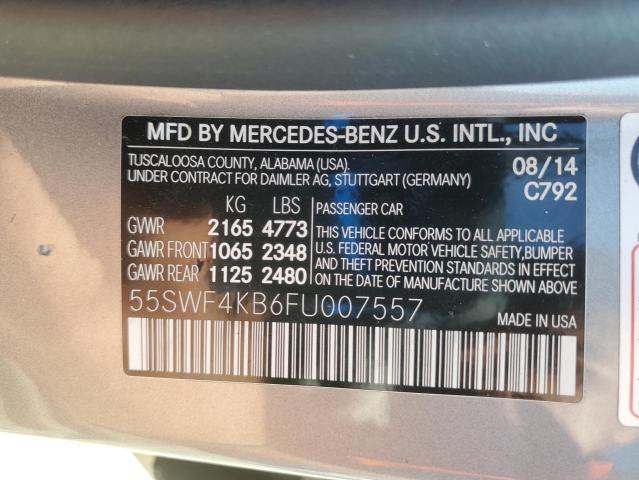 MFD BY MERCEDES-BENZ U.S. INTL., INC
TUSCALOOSA COUNTY, ALABAMA (USA). 08/14
UNDER CONTRACT FOR DAIMLER AG, STUTTGART (GERMANY) C792
KG LBS PASSENGER CAR
GWR 2165 4773 THIS VEHICLE CONFORMS TO ALL APPLICABLE
GAWR FRONT 1065 2348 U.S. FEDERAL MOTOR VEHICLE SAFETY,BUMPER
GAWR REAR 1125 2480 AND THEFT PREVENTION STANDARDS IN EFFECT
ON THE DATE OF MANUFACTURE SHOWN ABOVE
55SWF4KB6FU007557 MADE IN USA